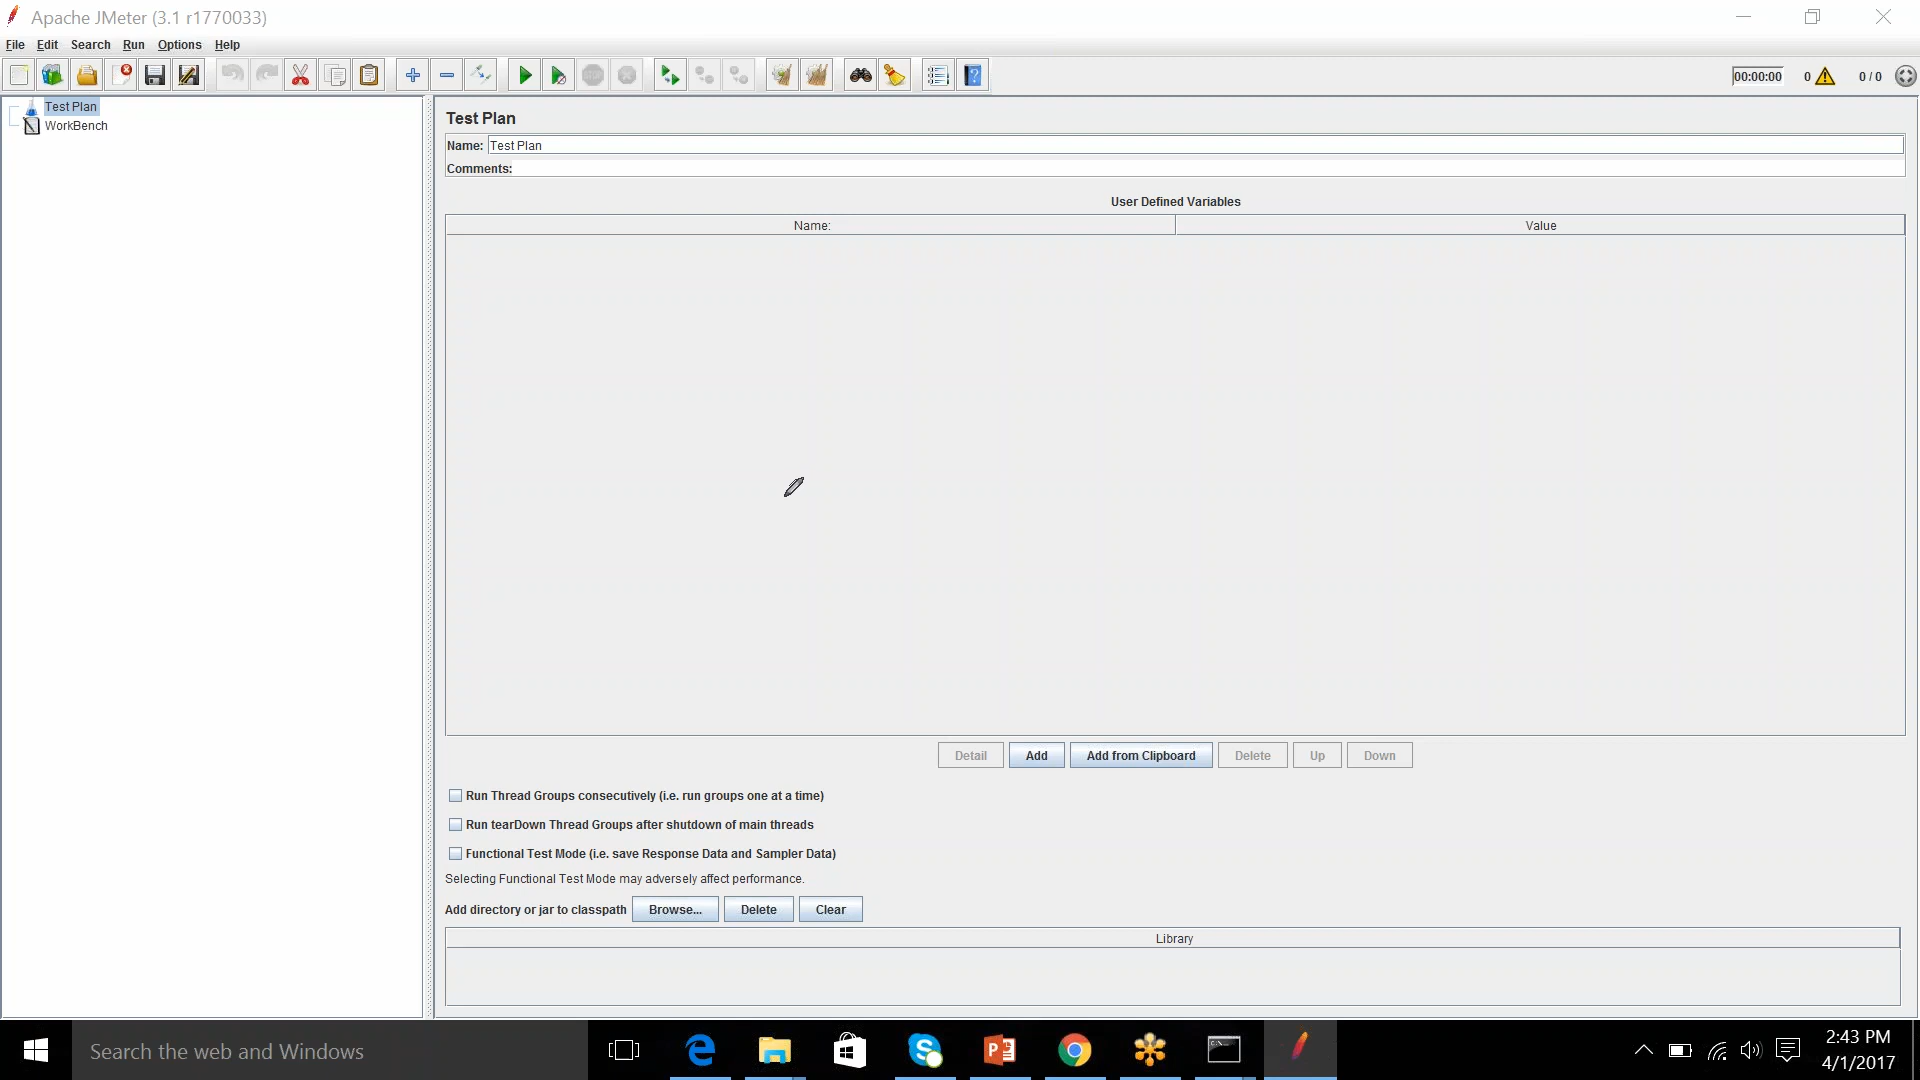 Apache JMeter (3.1 r1770033)
File Edit Search Run Options Help
00:00:00 0 0 / 0
Test Plan
WorkBench
Test Plan
Name: Test Plan
Comments:
User Defined Variables
Name: Value
Detail Add Add from Clipboard Delete Up Down
Run Thread Groups consecutively (i.e. run groups one at a time)
Run tearDown Thread Groups after shutdown of main threads
Functional Test Mode (i.e. save Response Data and Sampler Data)
Selecting Functional Test Mode may adversely affect performance.
Add directory or jar to classpath Browse... Delete Clear
Library
Search the web and Windows
2:43 PM
4/1/2017